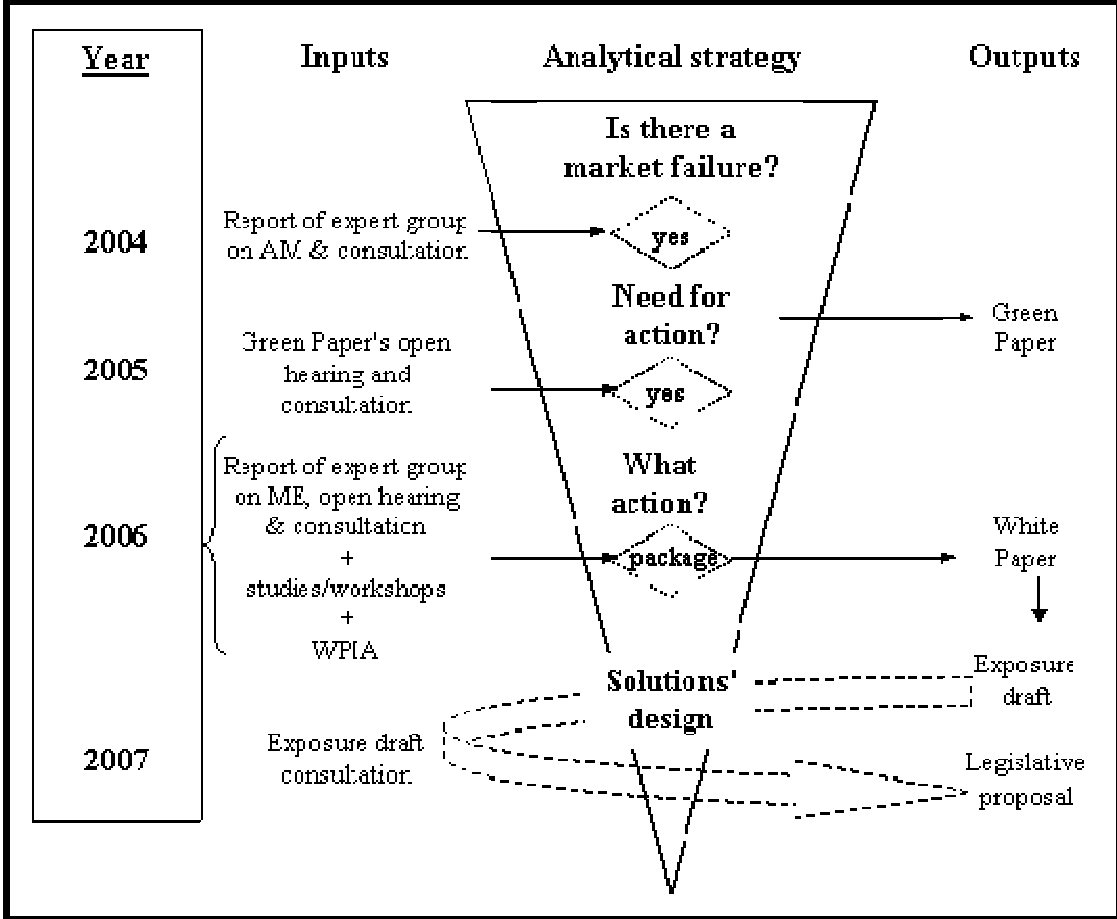 Year
Inputs
Analytical strategy
Outputs
Is there a
market failure?
2004
Report of expert group
on AM & consultation
yes
Need for
action?
Green
Paper
2005
Green Paper's open
hearing and
consultation
yes
What
action?
2006
Report of expert group
on ME, open hearing
& consultation
+
studies/workshops
+
WPIA
package
White
Paper
Solutions'
design
Exposure
draft
2007
Exposure draft
consultation
Legislative
proposal